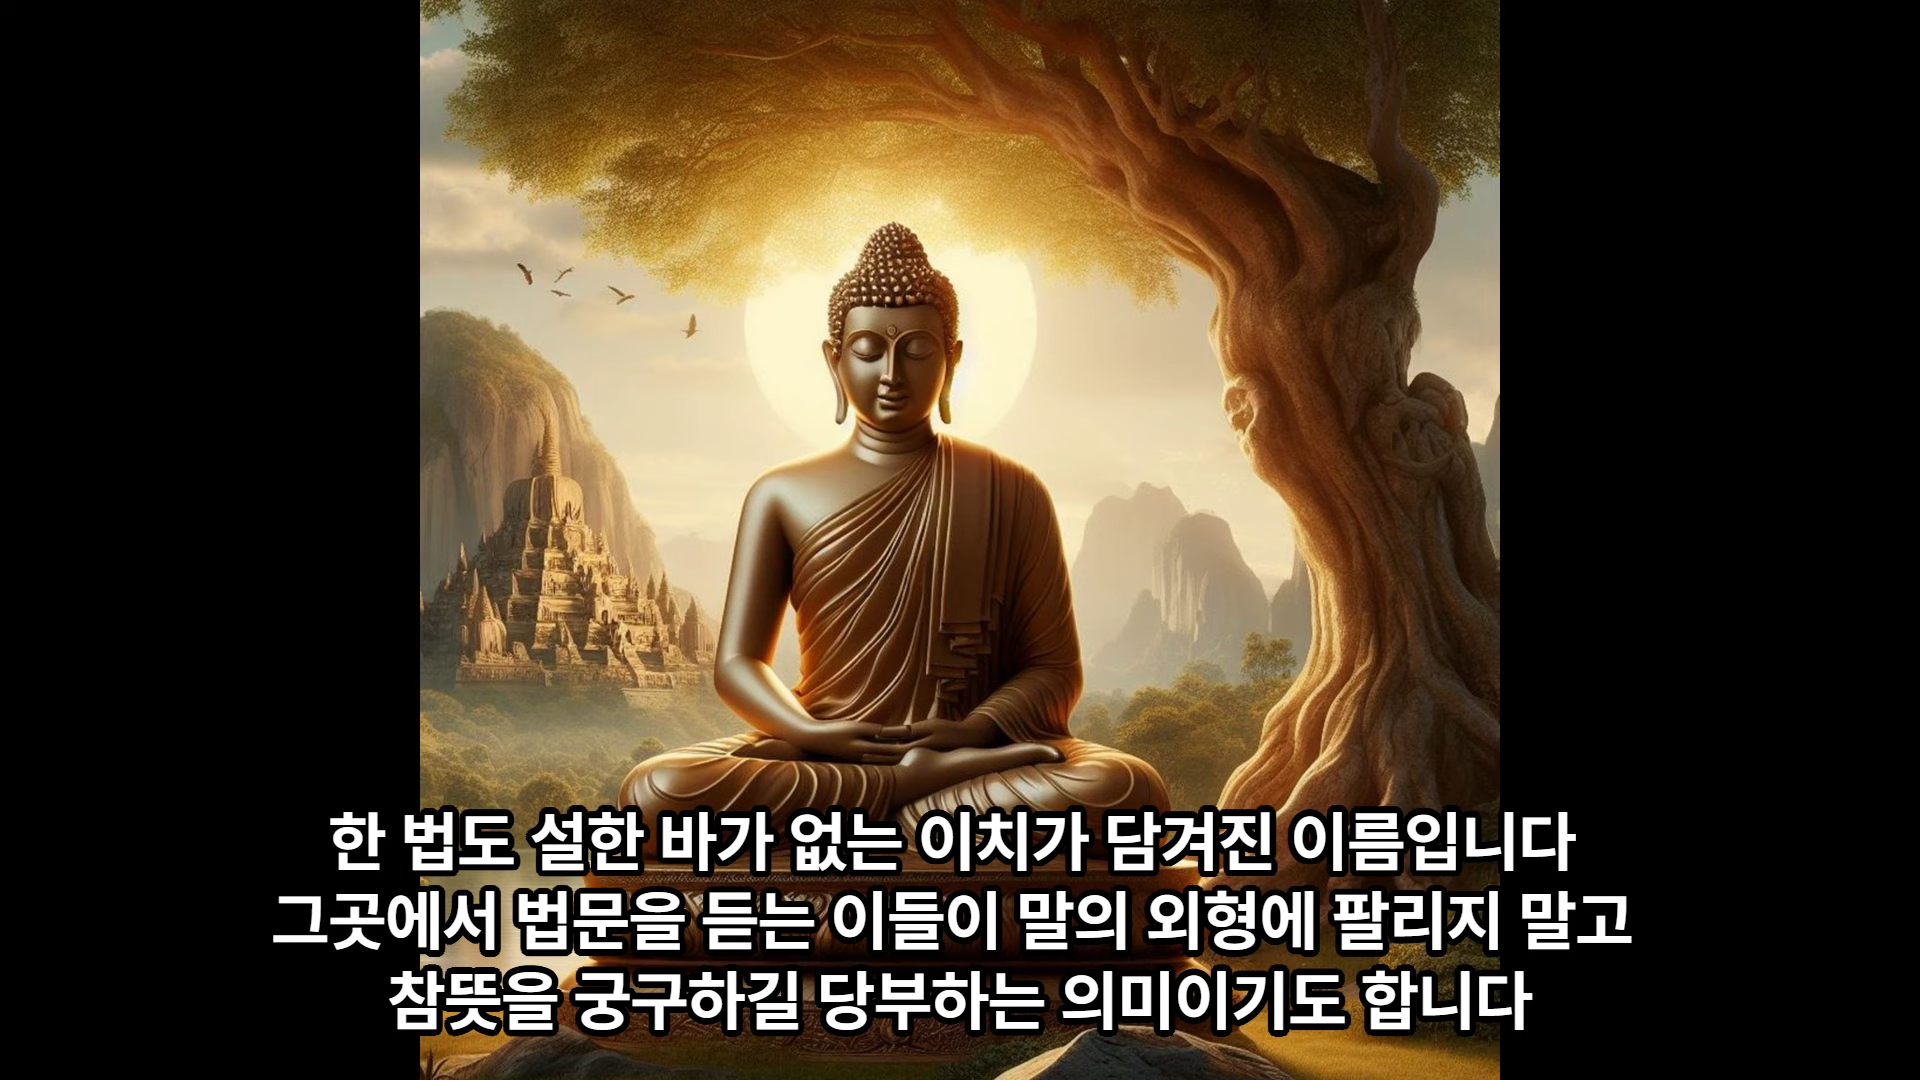 한 법도 설한 바가 없는 이치가 담겨진 이름입니다
그곳에서 법문을 듣는 이들이 말의 외형에 팔리지 말고
참뜻을 궁구하길 당부하는 의미이기도 합니다